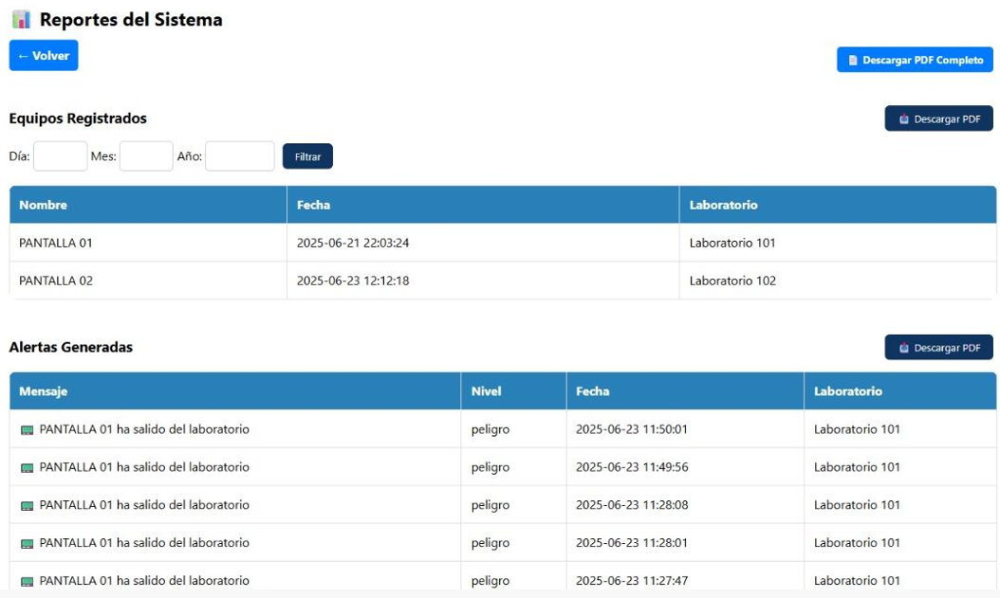 Reportes del Sistema
← Volver
Descargar PDF Completo
Equipos Registrados
Descargar PDF
Día: Mes: Año: Filtrar
Nombre Fecha Laboratorio
PANTALLA 01 2025-06-21 22:03:24 Laboratorio 101
PANTALLA 02 2025-06-23 12:12:18 Laboratorio 102
Alertas Generadas
Descargar PDF
Mensaje Nivel Fecha Laboratorio
PANTALLA 01 ha salido del laboratorio peligro 2025-06-23 11:50:01 Laboratorio 101
PANTALLA 01 ha salido del laboratorio peligro 2025-06-23 11:49:56 Laboratorio 101
PANTALLA 01 ha salido del laboratorio peligro 2025-06-23 11:28:08 Laboratorio 101
PANTALLA 01 ha salido del laboratorio peligro 2025-06-23 11:28:01 Laboratorio 101
PANTALLA 01 ha salido del laboratorio peligro 2025-06-23 11:27:47 Laboratorio 101